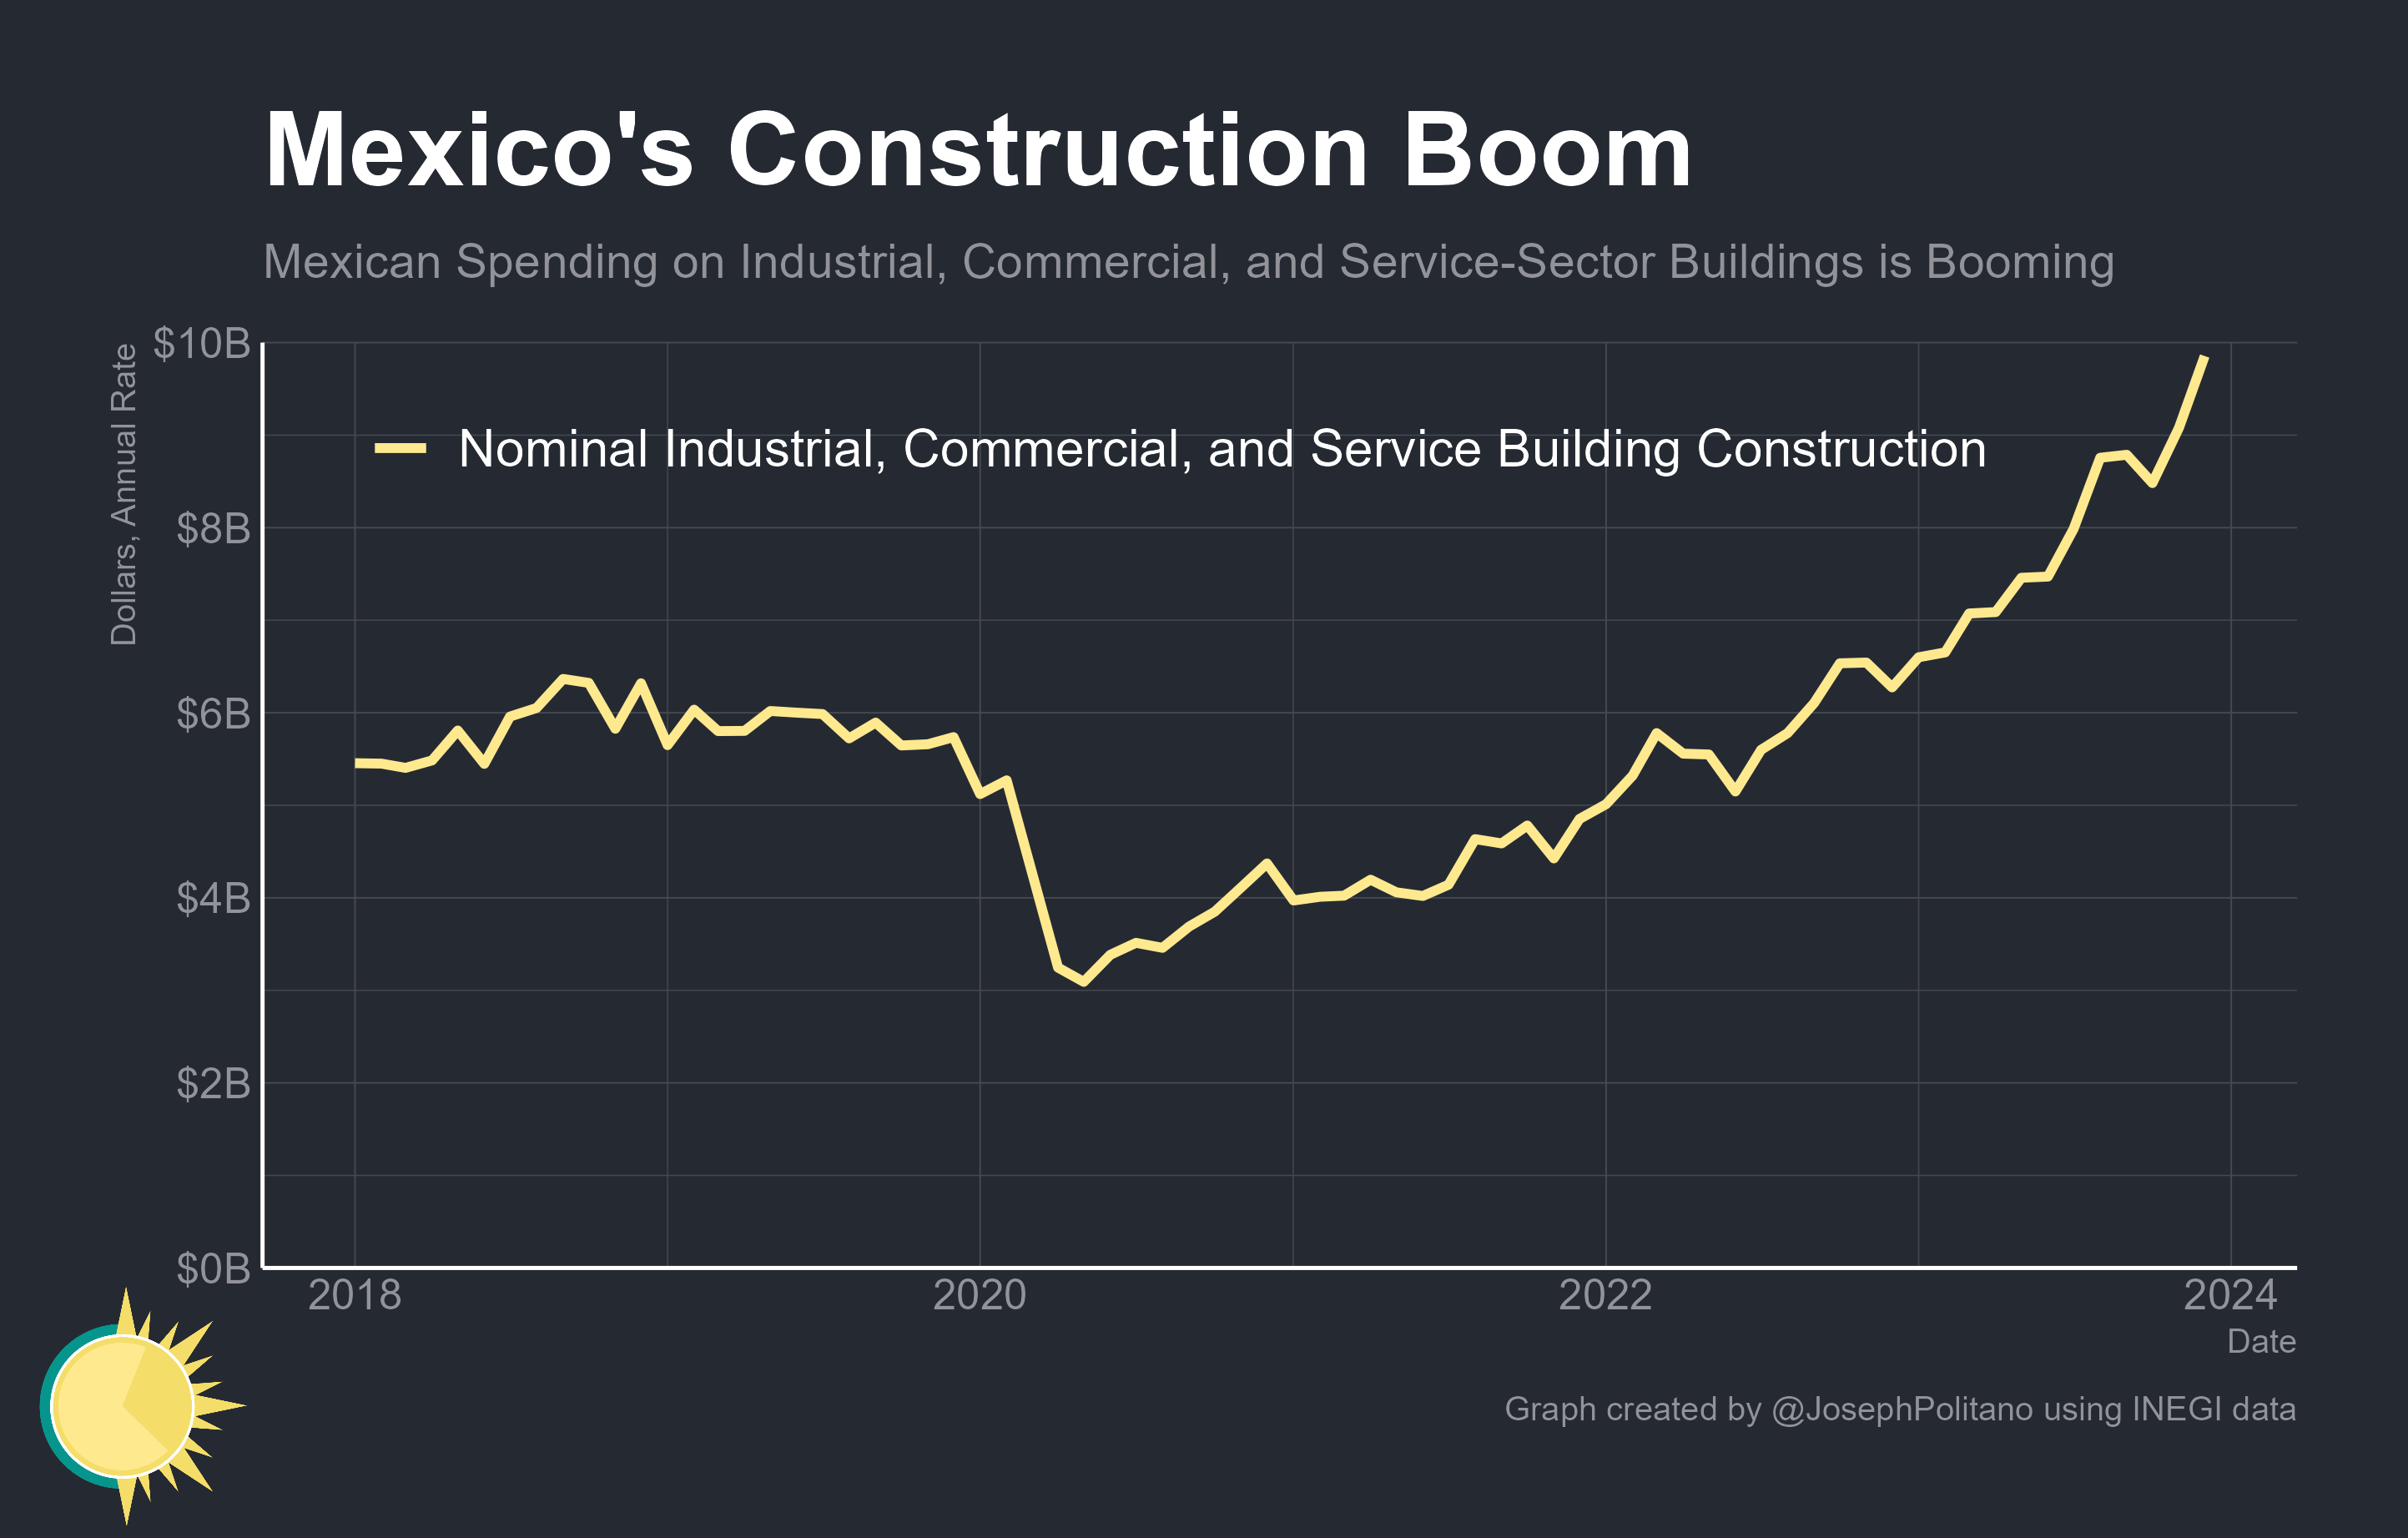 Mexico's Construction Boom
Mexican Spending on Industrial, Commercial, and Service-Sector Buildings is Booming
Dollars, Annual Rate
$10B
$8B
$6B
$4B
$2B
$0B
Nominal Industrial, Commercial, and Service Building Construction
2018
2020
2022
2024
Date
Graph created by @JosephPolitano using INEGI data